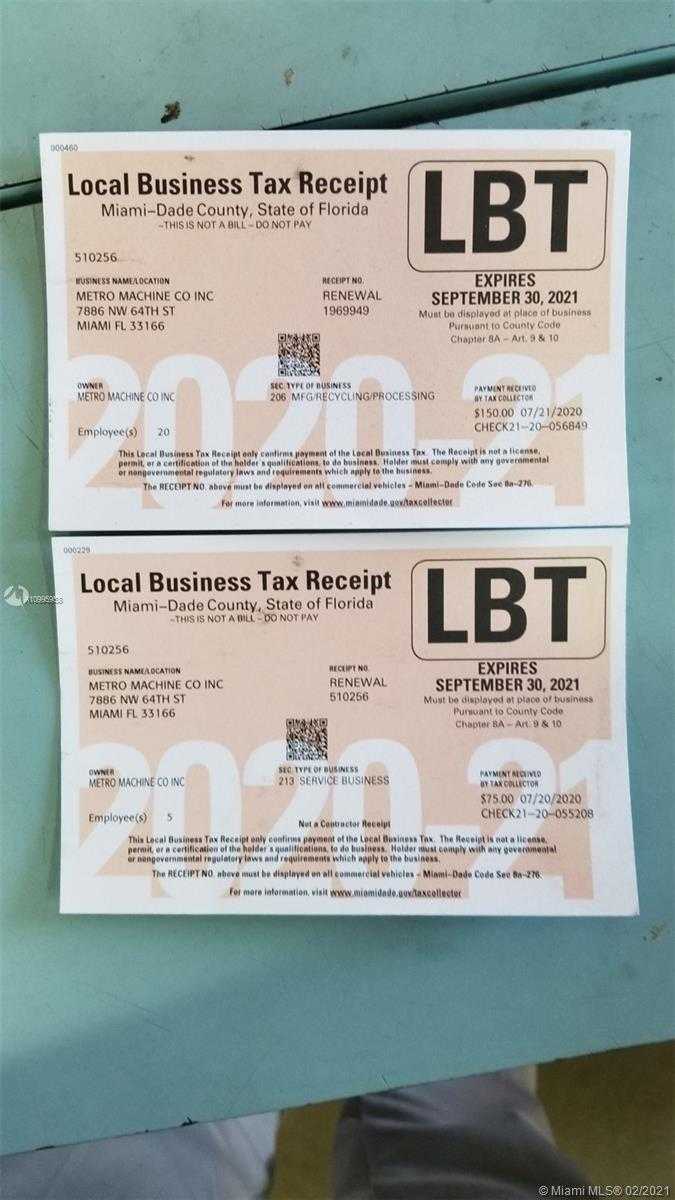 000460
Local Business Tax Receipt
Miami–Dade County, State of Florida
–THIS IS NOT A BILL – DO NOT PAY
LBT
510256
BUSINESS NAME/LOCATION
METRO MACHINE CO INC
7886 NW 64TH ST
MIAMI FL 33166
RECEIPT NO.
RENEWAL
1969949
EXPIRES
SEPTEMBER 30, 2021
Must be displayed at place of business
Pursuant to County Code
Chapter 8A – Art. 9 & 10
2020-21
OWNER
METRO MACHINE CO INC
SEC. TYPE OF BUSINESS
206 MFG/RECYCLING/PROCESSING
PAYMENT RECEIVED
BY TAX COLLECTOR
$150.00 07/21/2020
CHECK21–20–056849
Employee(s) 20
This Local Business Tax Receipt only confirms payment of the Local Business Tax. The Receipt is not a license,
permit, or a certification of the holder's qualifications, to do business. Holder must comply with any governmental
or nongovernmental regulatory laws and requirements which apply to the business.
The RECEIPT NO. above must be displayed on all commercial vehicles – Miami–Dade Code Sec 8a–276.
For more information, visit www.miamidade.gov/taxcollector
000229
Local Business Tax Receipt
Miami–Dade County, State of Florida
–THIS IS NOT A BILL – DO NOT PAY
LBT
510256
BUSINESS NAME/LOCATION
METRO MACHINE CO INC
7886 NW 64TH ST
MIAMI FL 33166
RECEIPT NO.
RENEWAL
510256
EXPIRES
SEPTEMBER 30, 2021
Must be displayed at place of business
Pursuant to County Code
Chapter 8A – Art. 9 & 10
2020-21
OWNER
METRO MACHINE CO INC
SEC. TYPE OF BUSINESS
213 SERVICE BUSINESS
PAYMENT RECEIVED
BY TAX COLLECTOR
$75.00 07/20/2020
CHECK21–20–055208
Employee(s) 5
Not a Contractor Receipt
This Local Business Tax Receipt only confirms payment of the Local Business Tax. The Receipt is not a license,
permit, or a certification of the holder's qualifications, to do business. Holder must comply with any governmental
or nongovernmental regulatory laws and requirements which apply to the business.
The RECEIPT NO. above must be displayed on all commercial vehicles – Miami–Dade Code Sec 8a–276.
For more information, visit www.miamidade.gov/taxcollector
© Miami MLS® 02/2021